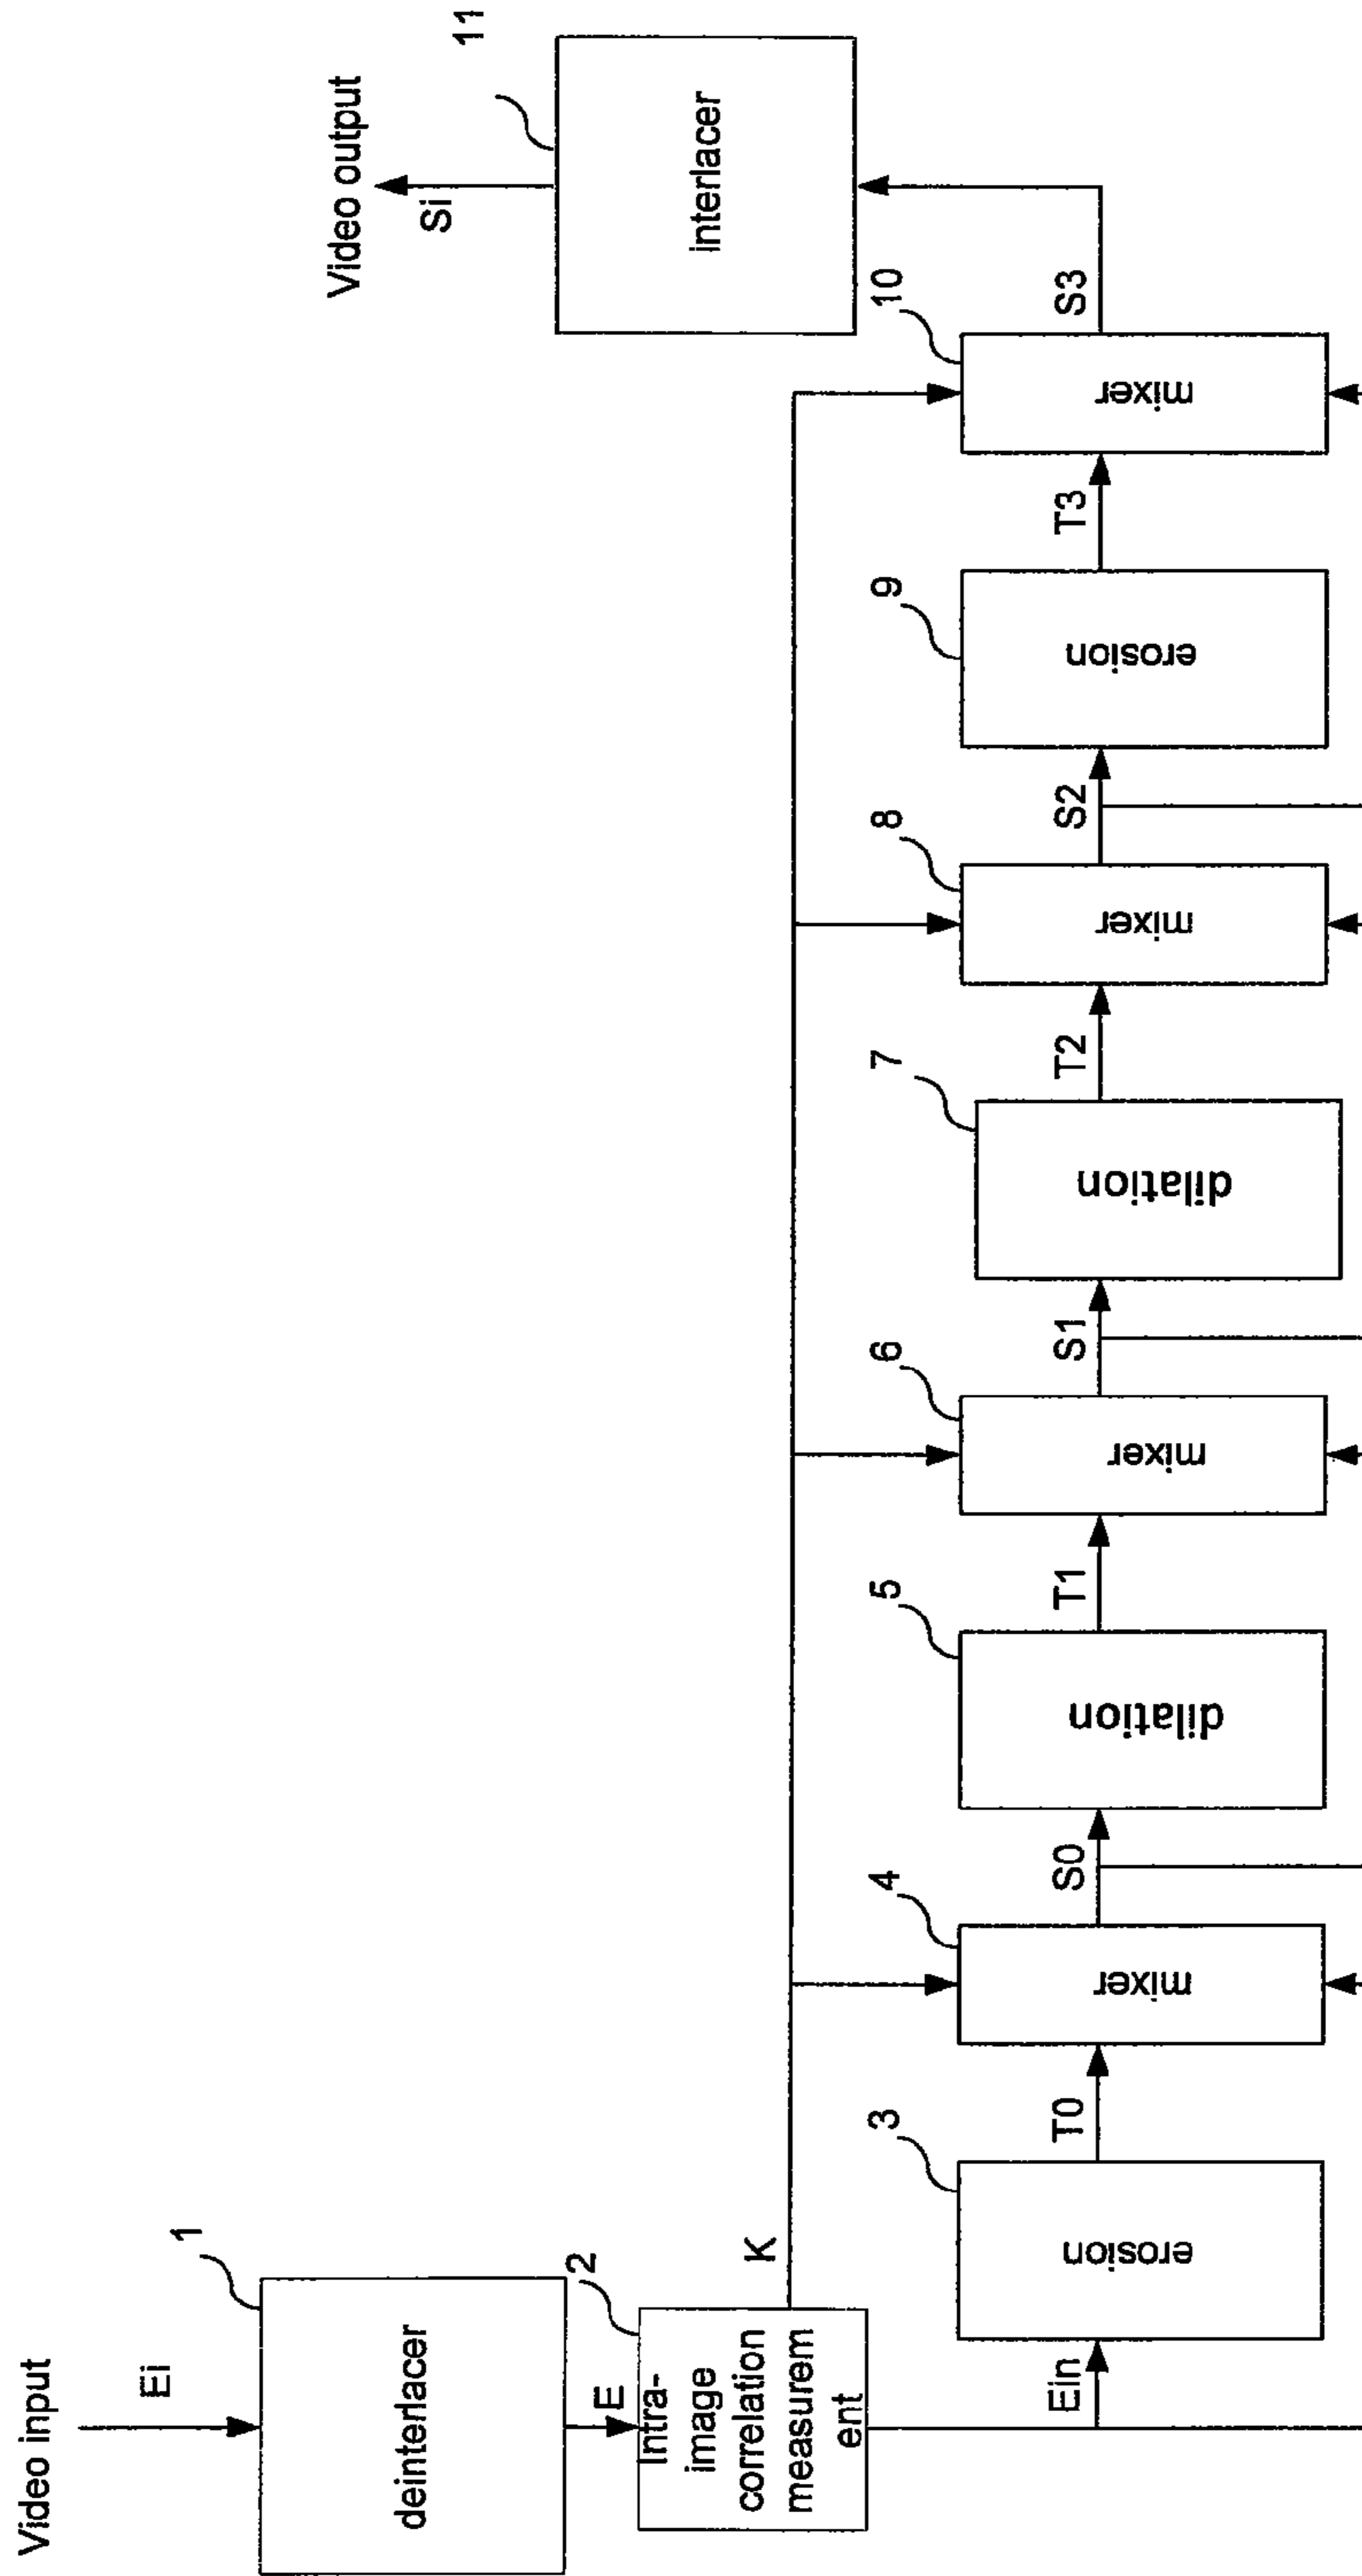 Video input
Ei
1
deinterlacer
E
2
Intra-
image
correlation
measurem
ent
K
Ein
3
erosion
T0
4
mixer
S0
5
dilation
T1
6
mixer
S1
7
dilation
T2
8
mixer
S2
9
erosion
T3
10
mixer
S3
11
interlacer
Si
Video output